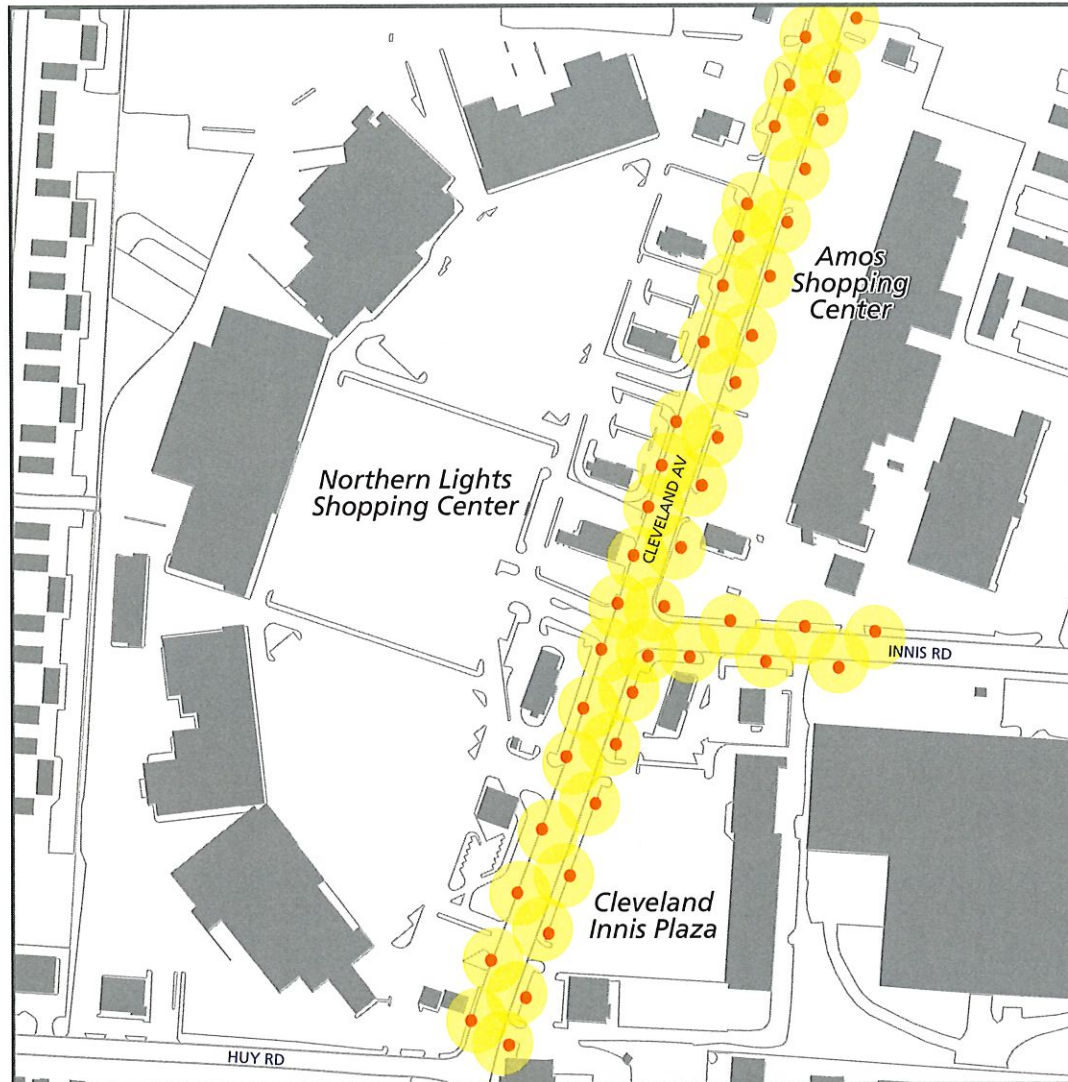 Amos
Shopping
Center
Northern Lights
Shopping Center
CLEVELAND AV
INNIS RD
Cleveland
Innis Plaza
HUY RD